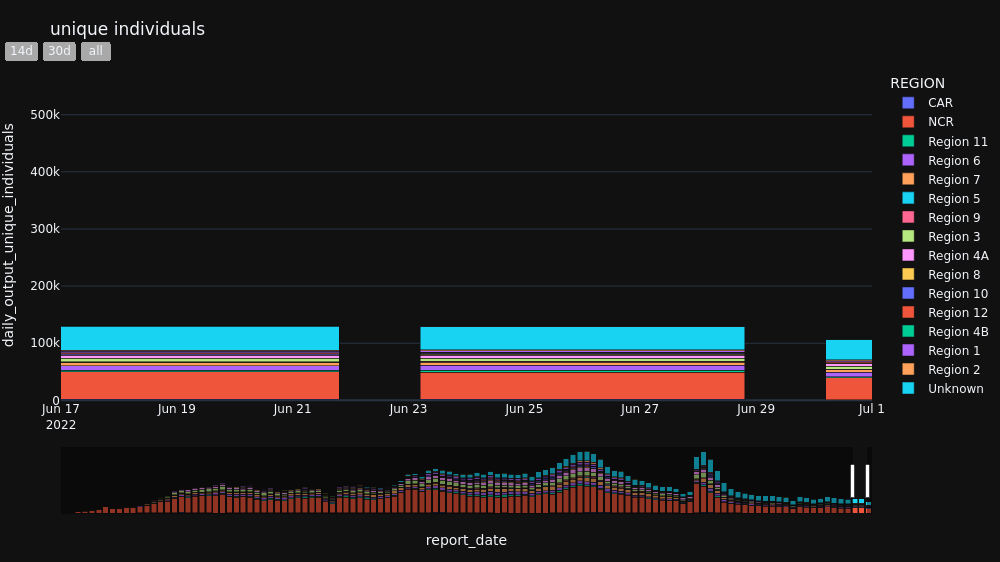 unique individuals
14d 30d all
REGION
CAR
NCR
Region 11
Region 6
Region 7
Region 5
Region 9
Region 3
Region 4A
Region 8
Region 10
Region 12
Region 4B
Region 1
Region 2
Unknown
daily_output_unique_individuals
500k
400k
300k
200k
100k
0
Jun 17 Jun 19 Jun 21 Jun 23 Jun 25 Jun 27 Jun 29 Jul 1
2022
report_date